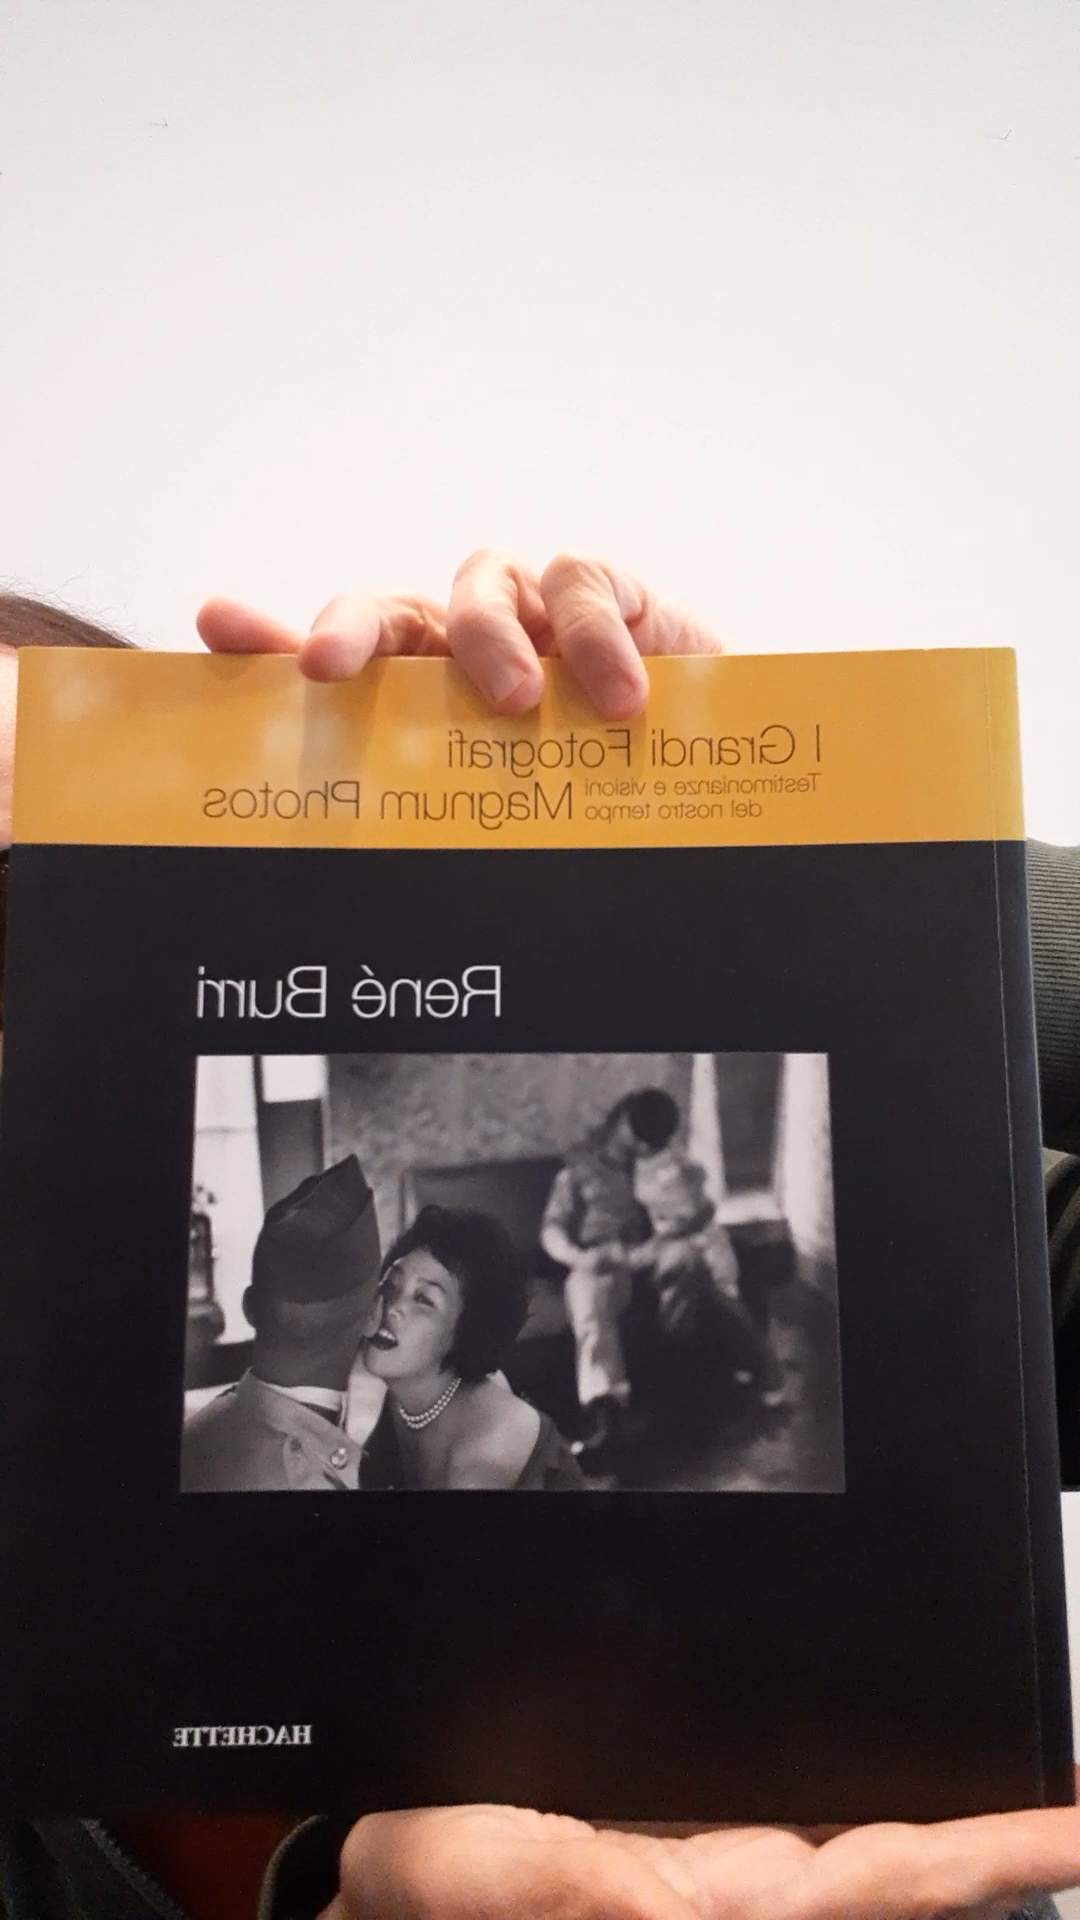 I Grandi Fotografi
Testimonianze e visioni
del nostro tempo
Magnum Photos
René Burri
HACHETTE